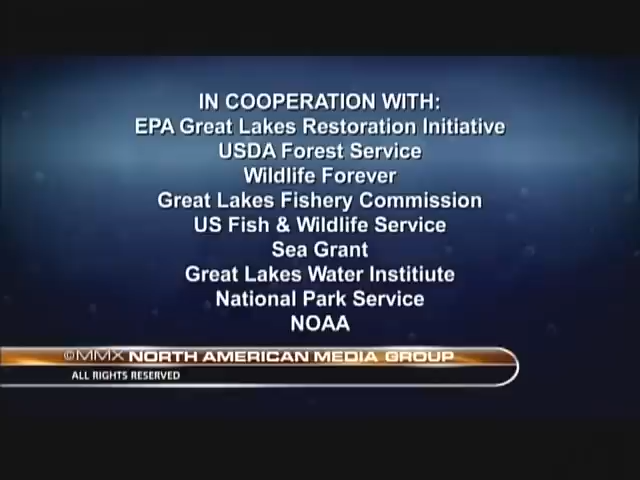 IN COOPERATION WITH:
EPA Great Lakes Restoration Initiative
USDA Forest Service
Wildlife Forever
Great Lakes Fishery Commission
US Fish & Wildlife Service
Sea Grant
Great Lakes Water Institiute
National Park Service
NOAA
©MMX NORTH AMERICAN MEDIA GROUP
ALL RIGHTS RESERVED